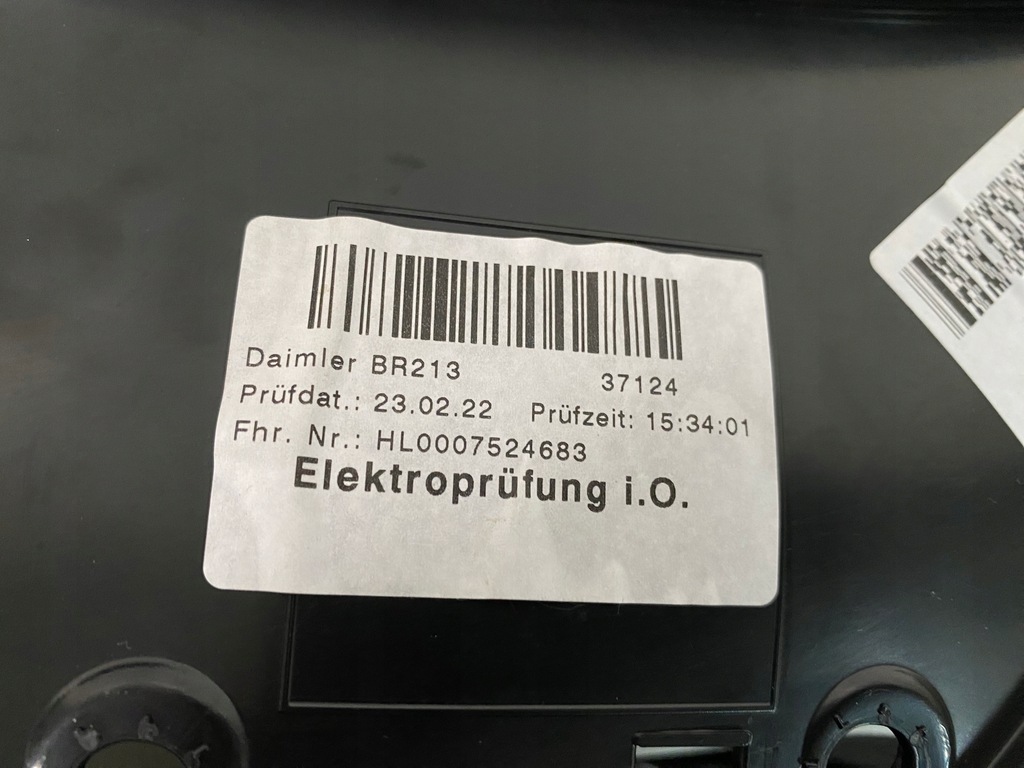 Daimler BR213 37124
Prüfdat.: 23.02.22 Prüfzeit: 15:34:01
Fhr. Nr.: HL0007524683
Elektroprüfung i.O.